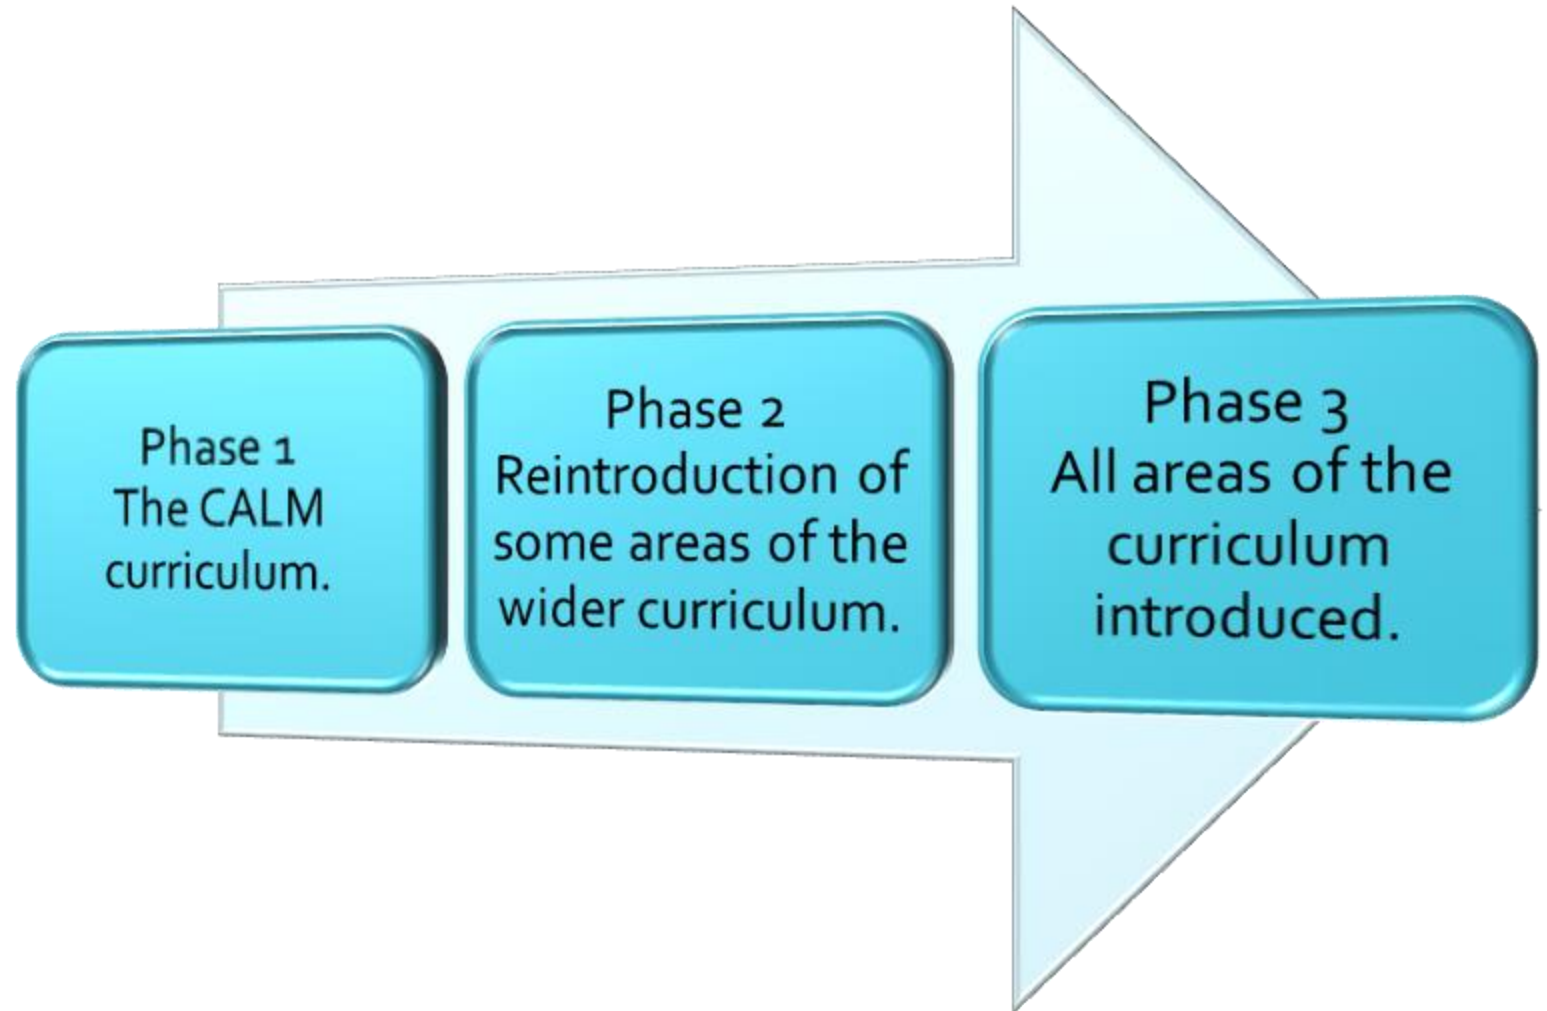 Phase 1
The CALM
curriculum.
Phase 2
Reintroduction of
some areas of the
wider curriculum.
Phase 3
All areas of the
curriculum
introduced.